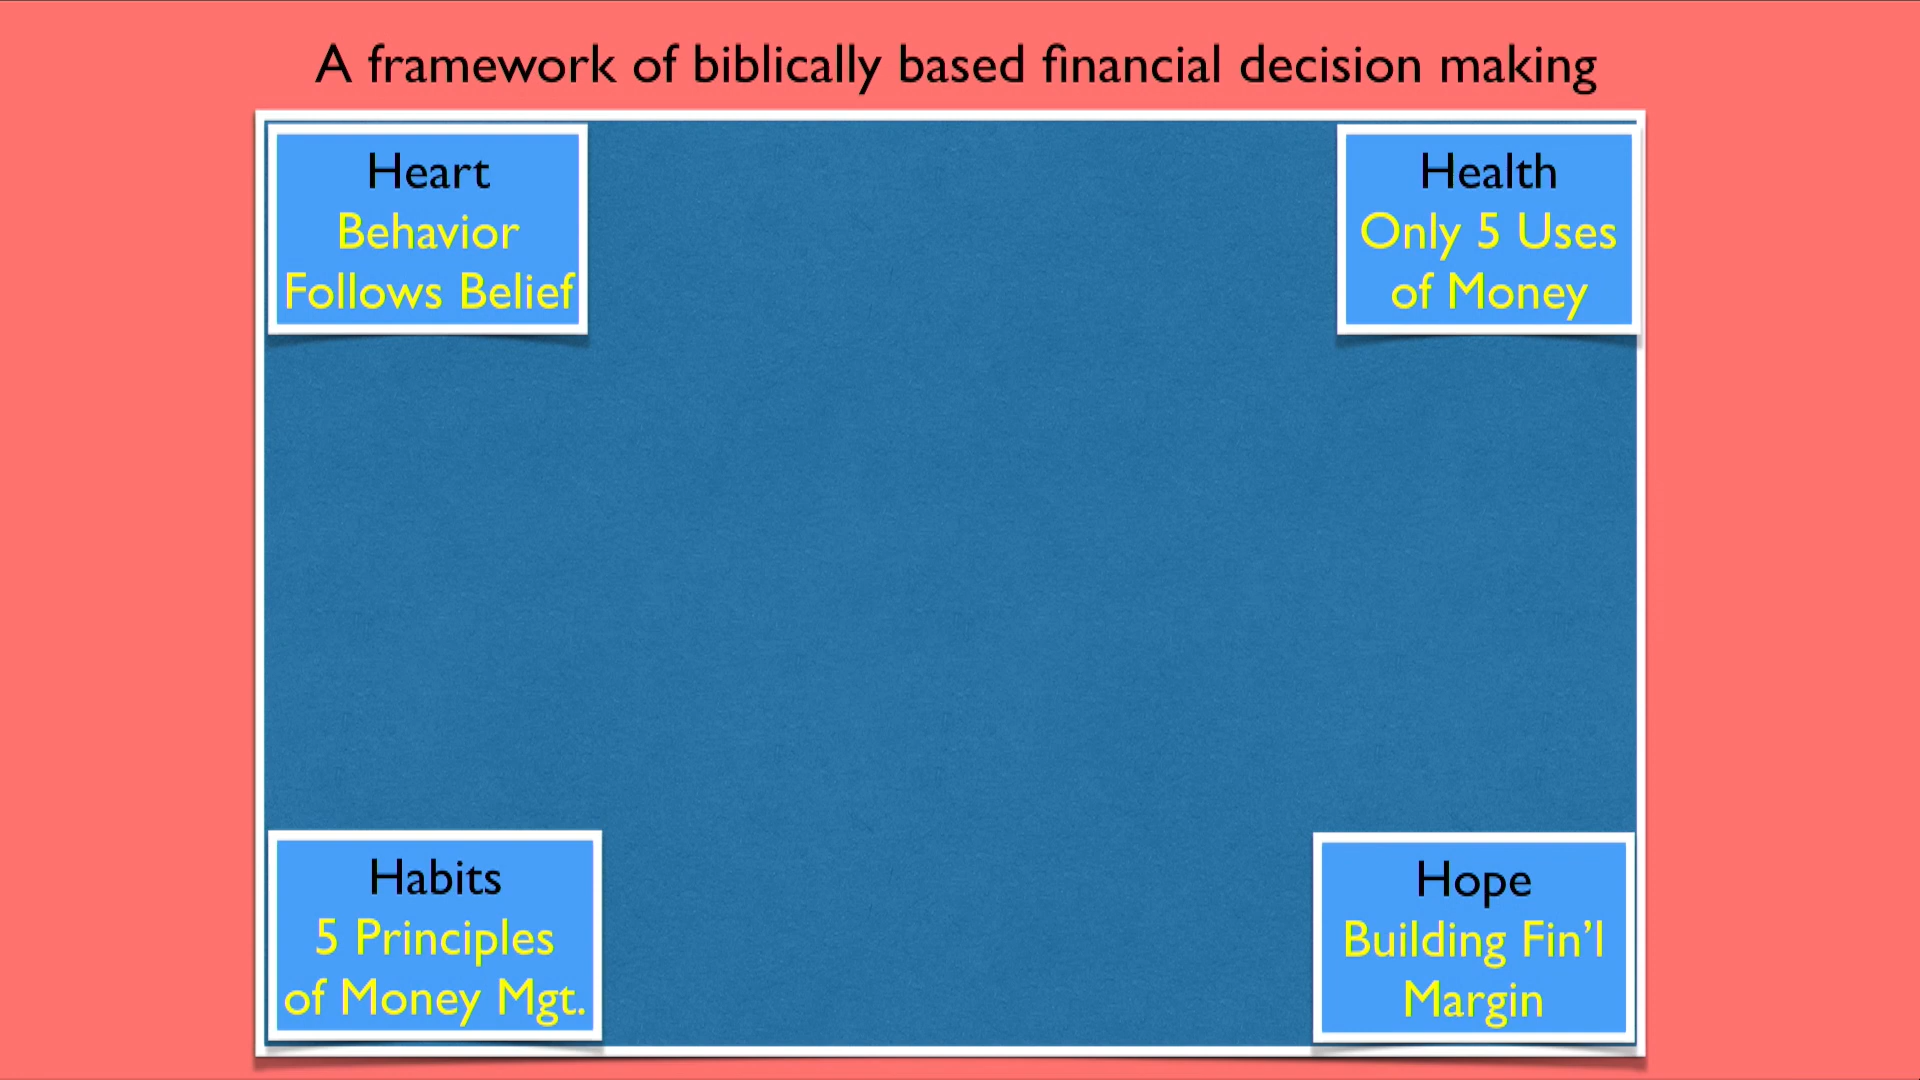 A framework of biblically based financial decision making
Heart
Behavior
Follows Belief
Health
Only 5 Uses
of Money
Habits
5 Principles
of Money Mgt.
Hope
Building Fin’l
Margin